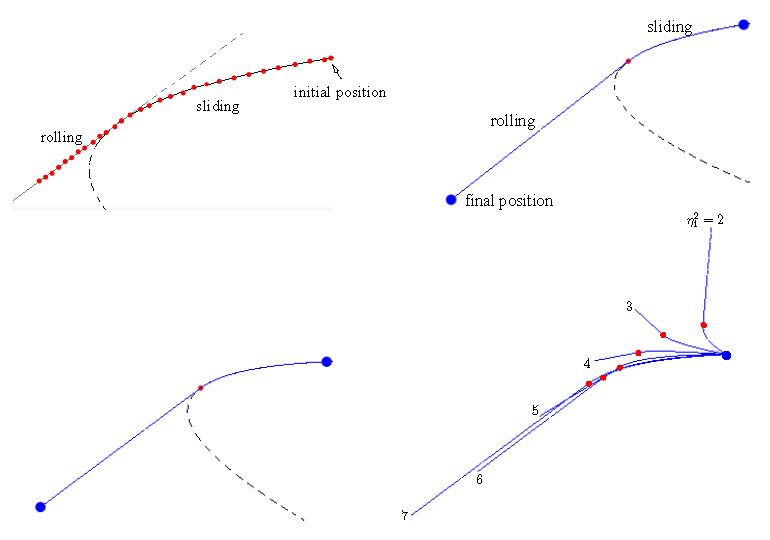 sliding
initial position
sliding
rolling
rolling
final position
η₁² = 2
3
4
5
6
7